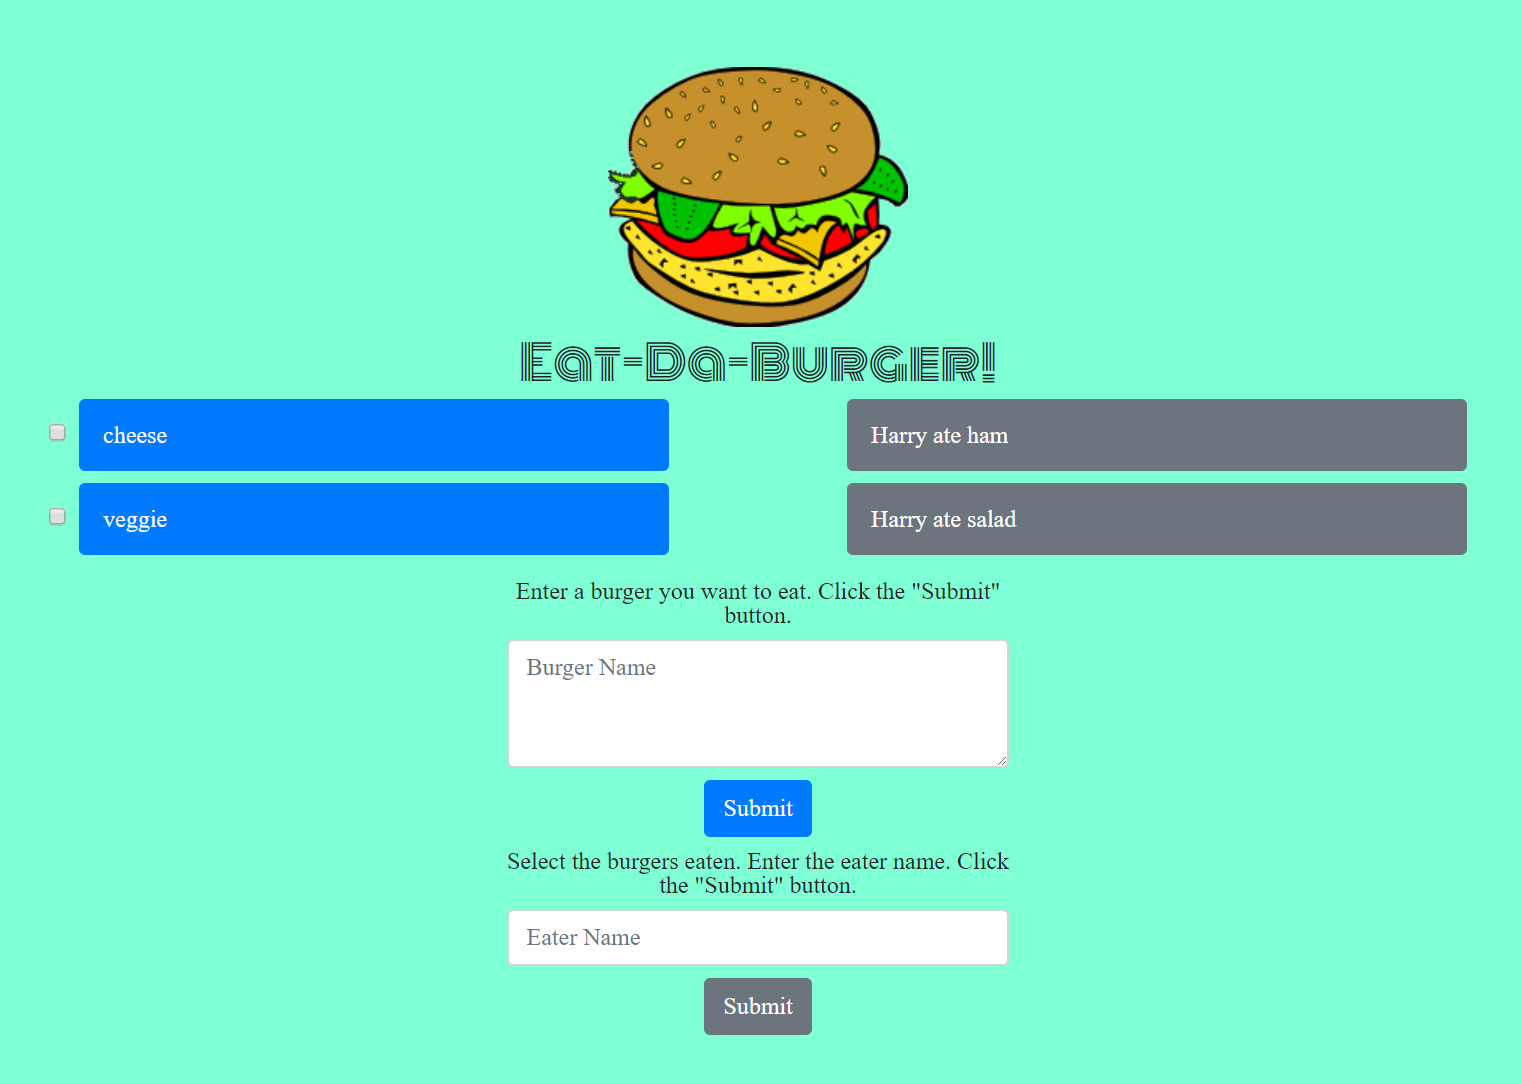 Eat-Da-Burger!
cheese
Harry ate ham
veggie
Harry ate salad
Enter a burger you want to eat. Click the "Submit"
button.
Burger Name
Submit
Select the burgers eaten. Enter the eater name. Click
the "Submit" button.
Eater Name
Submit